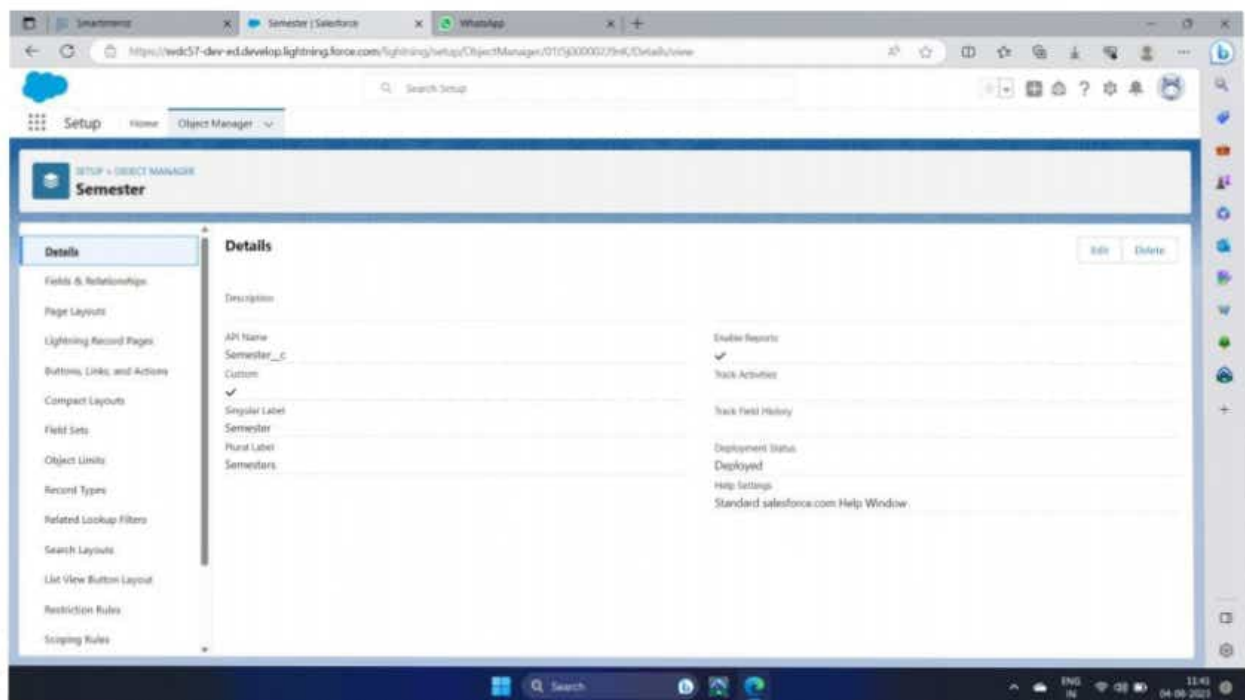 Smartinternz
Semester | Salesforce
WhatsApp
Search Setup
Setup
Home
Object Manager
SETUP > OBJECT MANAGER
Semester
Details
Fields & Relationships
Page Layouts
Lightning Record Pages
Buttons, Links, and Actions
Compact Layouts
Field Sets
Object Limits
Record Types
Related Lookup Filters
Search Layouts
List View Button Layout
Restriction Rules
Scoping Rules
Details
Edit
Delete
Description
API Name
Semester__c
Custom
Singular Label
Semester
Plural Label
Semesters
Enable Reports
Track Activities
Track Field History
Deployment Status
Deployed
Help Settings
Standard salesforce.com Help Window
Search
ENG
IN
11:41